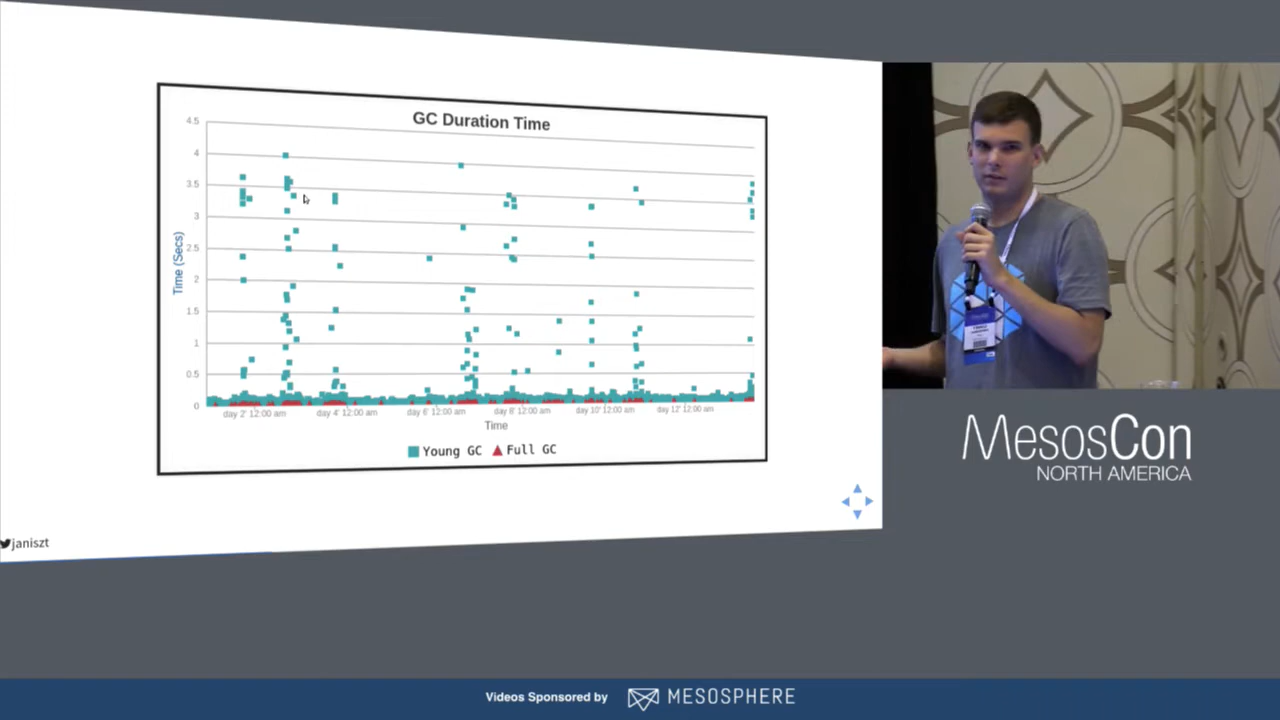 GC Duration Time
4.5
4
3.5
3
2.5
2
1.5
1
0.5
0
Time (Secs)
day 2' 12:00 am day 4' 12:00 am day 6' 12:00 am day 8' 12:00 am day 10' 12:00 am day 12' 12:00 am
Time
Young GC Full GC
janiszt
MesosCon
NORTH AMERICA
Videos Sponsored by MESOSPHERE